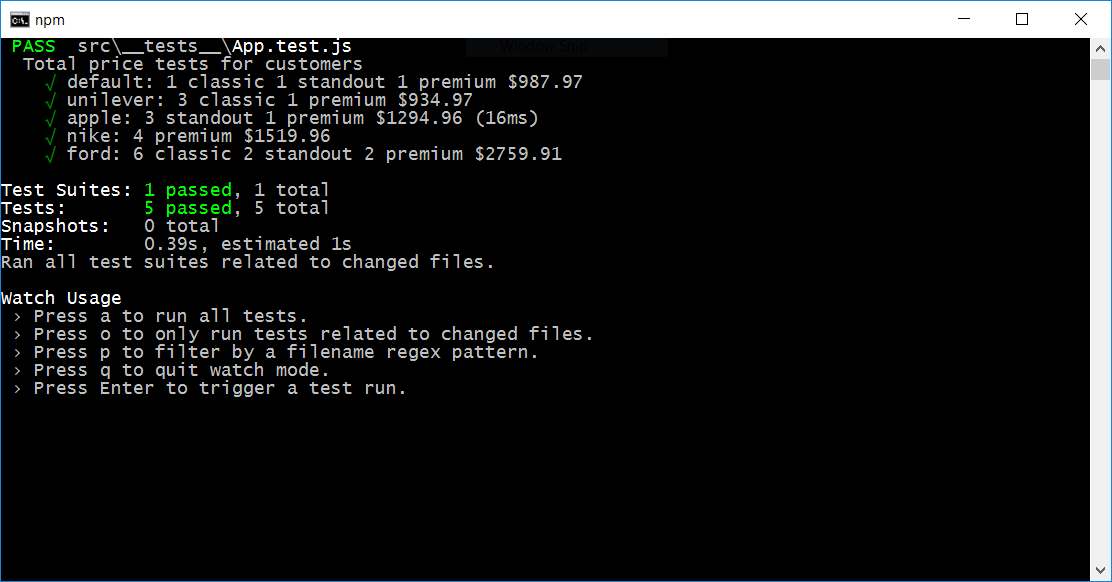 npm
PASS  src\__tests__\App.test.js
  Total price tests for customers
    √ default: 1 classic 1 standout 1 premium $987.97
    √ unilever: 3 classic 1 premium $934.97
    √ apple: 3 standout 1 premium $1294.96 (16ms)
    √ nike: 4 premium $1519.96
    √ ford: 6 classic 2 standout 2 premium $2759.91
Test Suites: 1 passed, 1 total
Tests:       5 passed, 5 total
Snapshots:   0 total
Time:        0.39s, estimated 1s
Ran all test suites related to changed files.
Watch Usage
 › Press a to run all tests.
 › Press o to only run tests related to changed files.
 › Press p to filter by a filename regex pattern.
 › Press q to quit watch mode.
 › Press Enter to trigger a test run.